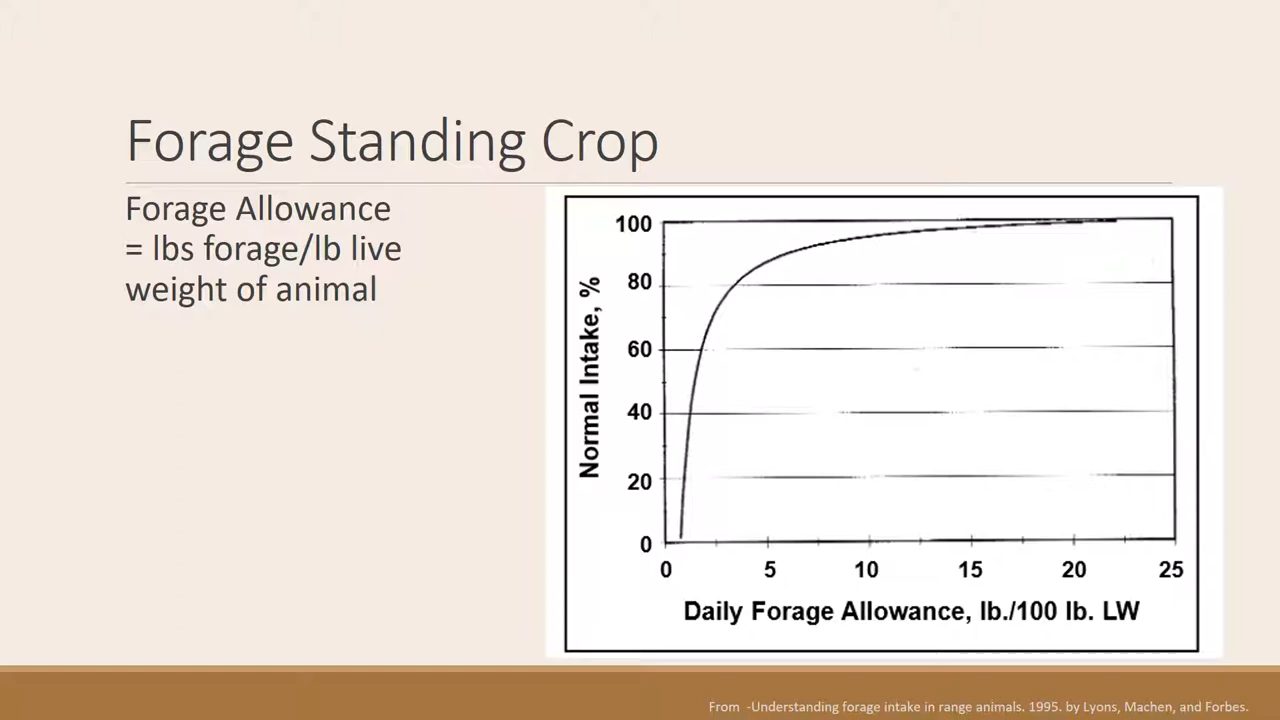 Forage Standing Crop
Forage Allowance
= lbs forage/lb live
weight of animal
100
80
60
40
20
0
Normal Intake, %
0 5 10 15 20 25
Daily Forage Allowance, lb./100 lb. LW
From -Understanding forage intake in range animals. 1995. by Lyons, Machen, and Forbes.